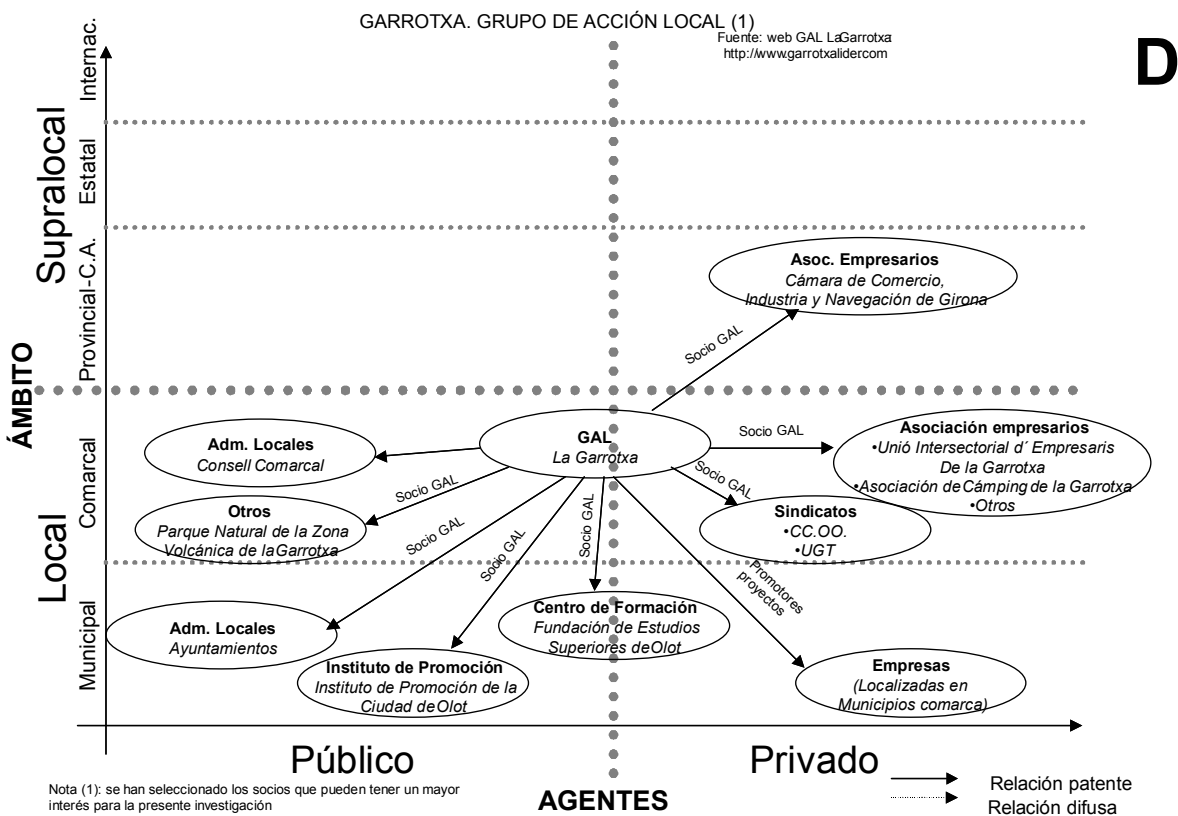 GARROTXA. GRUPO DE ACCIÓN LOCAL (1)
Fuente: web GAL LaGarrotxa
http://www.garrotxalider.com
D
ÁMBITO
Supralocal
Local
Internac.
Estatal
Provincial-C.A.
Comarcal
Municipal
Asoc. Empresarios
Cámara de Comercio,
Industria y Navegación de Girona
Socio GAL
GAL
La Garrotxa
Adm. Locales
Consell Comarcal
Socio GAL
Asociación empresarios
•Unió Intersectorial d´ Empresaris
De la Garrotxa
•Asociación de Cámping de la Garrotxa
•Otros
Socio GAL
Otros
Parque Natural de la Zona
Volcánica de laGarrotxa
Socio GAL
Sindicatos
•CC.OO.
•UGT
Socio GAL
Socio GAL
Socio GAL
Promotores
proyectos
Adm. Locales
Ayuntamientos
Instituto de Promoción
Instituto de Promoción de la
Ciudad deOlot
Centro de Formación
Fundación de Estudios
Superiores deOlot
Empresas
(Localizadas en
Municipios comarca)
Público
Privado
AGENTES
Nota (1): se han seleccionado los socios que pueden tener un mayor
interés para la presente investigación
Relación patente
Relación difusa